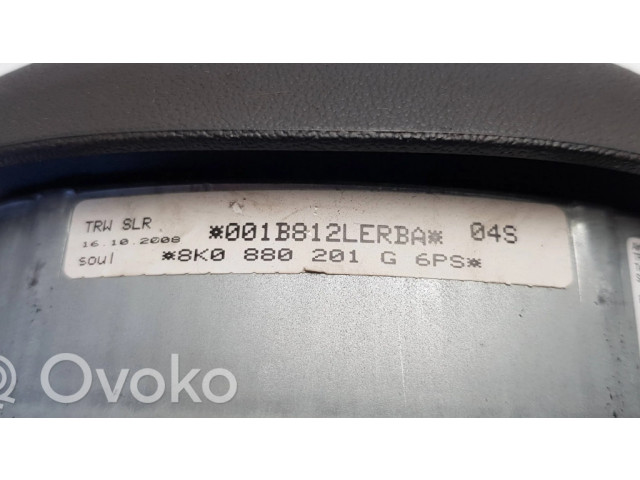 TRW SLR *001B812LERBA* 04S
16.10.2008
soul *8K0 880 201 G 6PS*
Ovoko